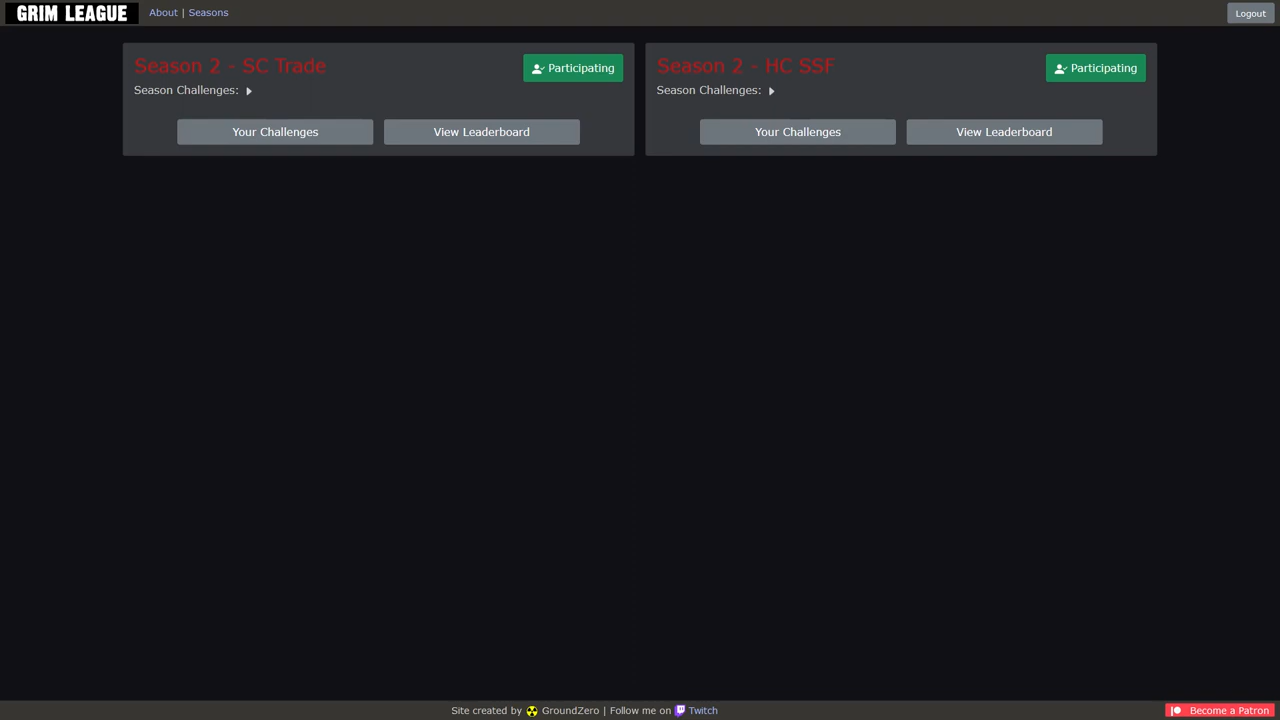 GRIM LEAGUE About | Seasons Logout
Season 2 - SC Trade Participating
Season Challenges:
Your Challenges View Leaderboard
Season 2 - HC SSF Participating
Season Challenges:
Your Challenges View Leaderboard
Site created by GroundZero | Follow me on Twitch Become a Patron